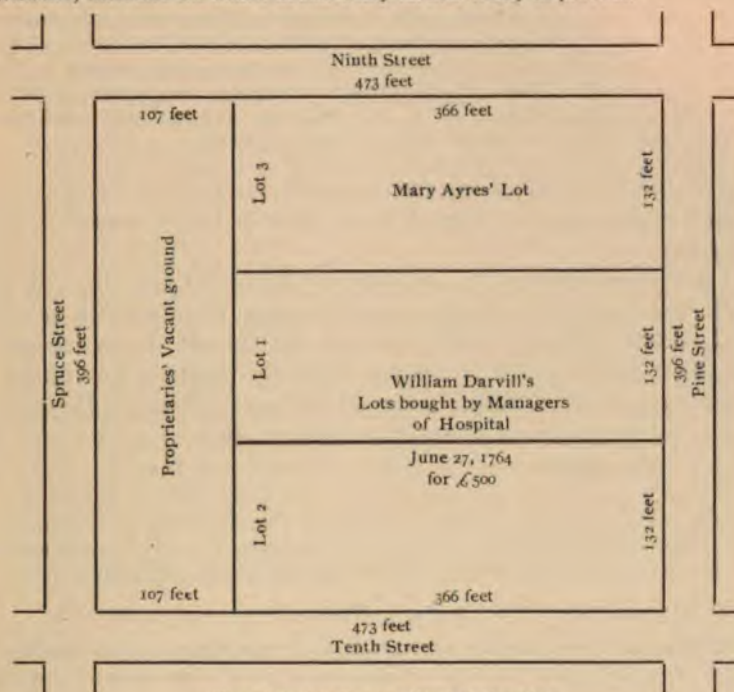 Ninth Street
473 feet
107 feet
366 feet
Lot 3
Mary Ayres' Lot
132 feet
Spruce Street
396 feet
Proprietaries' Vacant ground
Lot 1
William Darvill's
Lots bought by Managers
of Hospital
132 feet
396 feet
Pine Street
June 27, 1764
for £500
Lot 2
132 feet
107 feet
366 feet
473 feet
Tenth Street